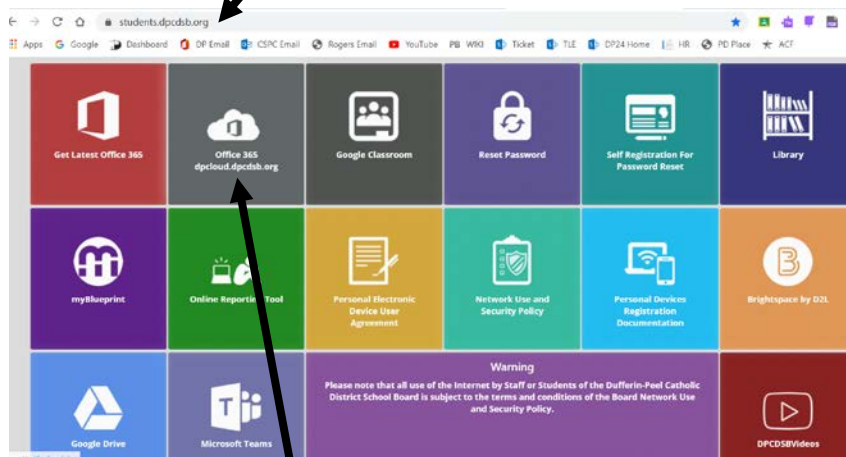 students.dpcdsb.org
Apps Google Dashboard DP Email CSPC Email Rogers Email YouTube PB WIKI Ticket TLE DP24 Home HR PD Place ACF
Get Latest Office 365
Office 365
dpcloud.dpcdsb.org
Google Classroom
Reset Password
Self Registration For
Password Reset
Library
myBlueprint
Online Reporting Tool
Personal Electronic
Device User
Agreement
Network Use and
Security Policy
Personal Devices
Registration
Documentation
Brightspace by D2L
Google Drive
Microsoft Teams
Warning
Please note that all use of the Internet by Staff or Students of the Dufferin-Peel Catholic
District School Board is subject to the terms and conditions of the Board Network Use
and Security Policy.
DPCDSBVideos